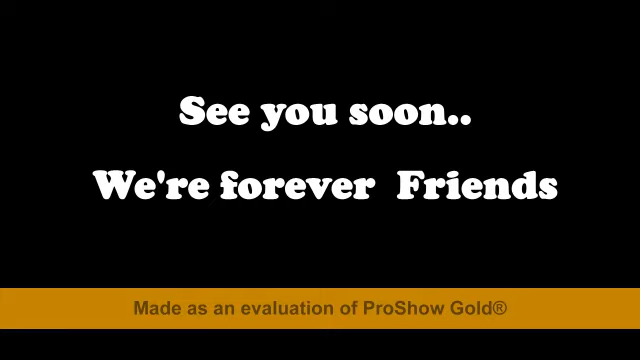 See you soon..
We're forever  Friends
Made as an evaluation of ProShow Gold®